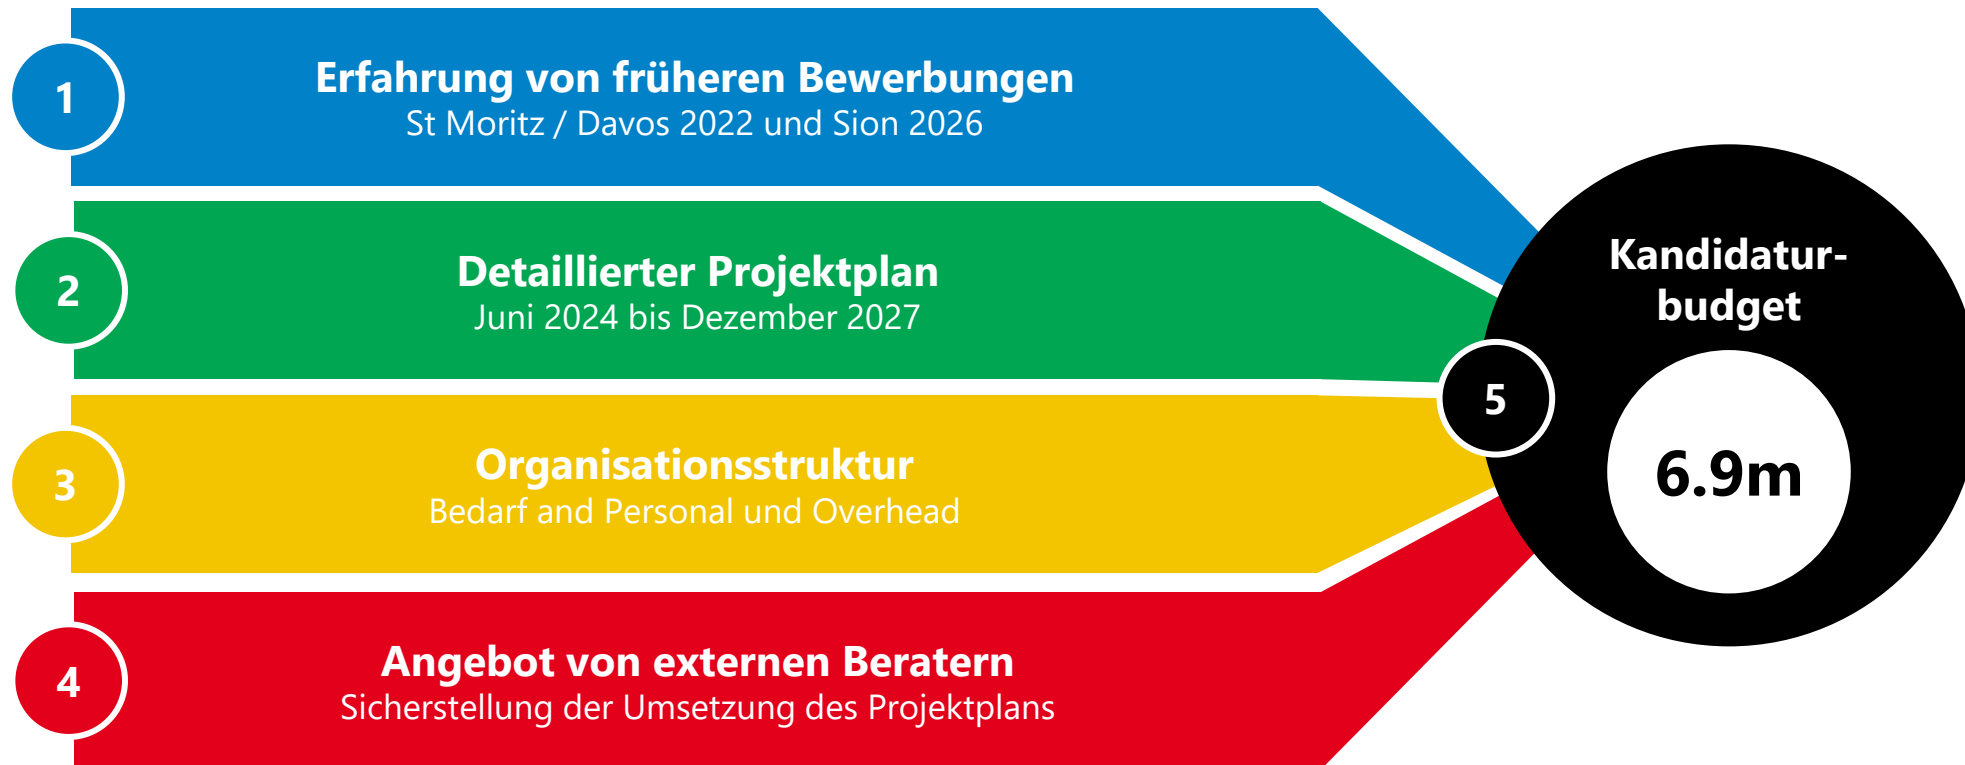 1
Erfahrung von früheren Bewerbungen
St Moritz / Davos 2022 und Sion 2026
2
Detaillierter Projektplan
Juni 2024 bis Dezember 2027
3
Organisationsstruktur
Bedarf and Personal und Overhead
4
Angebot von externen Beratern
Sicherstellung der Umsetzung des Projektplans
5
Kandidatur-
budget
6.9m